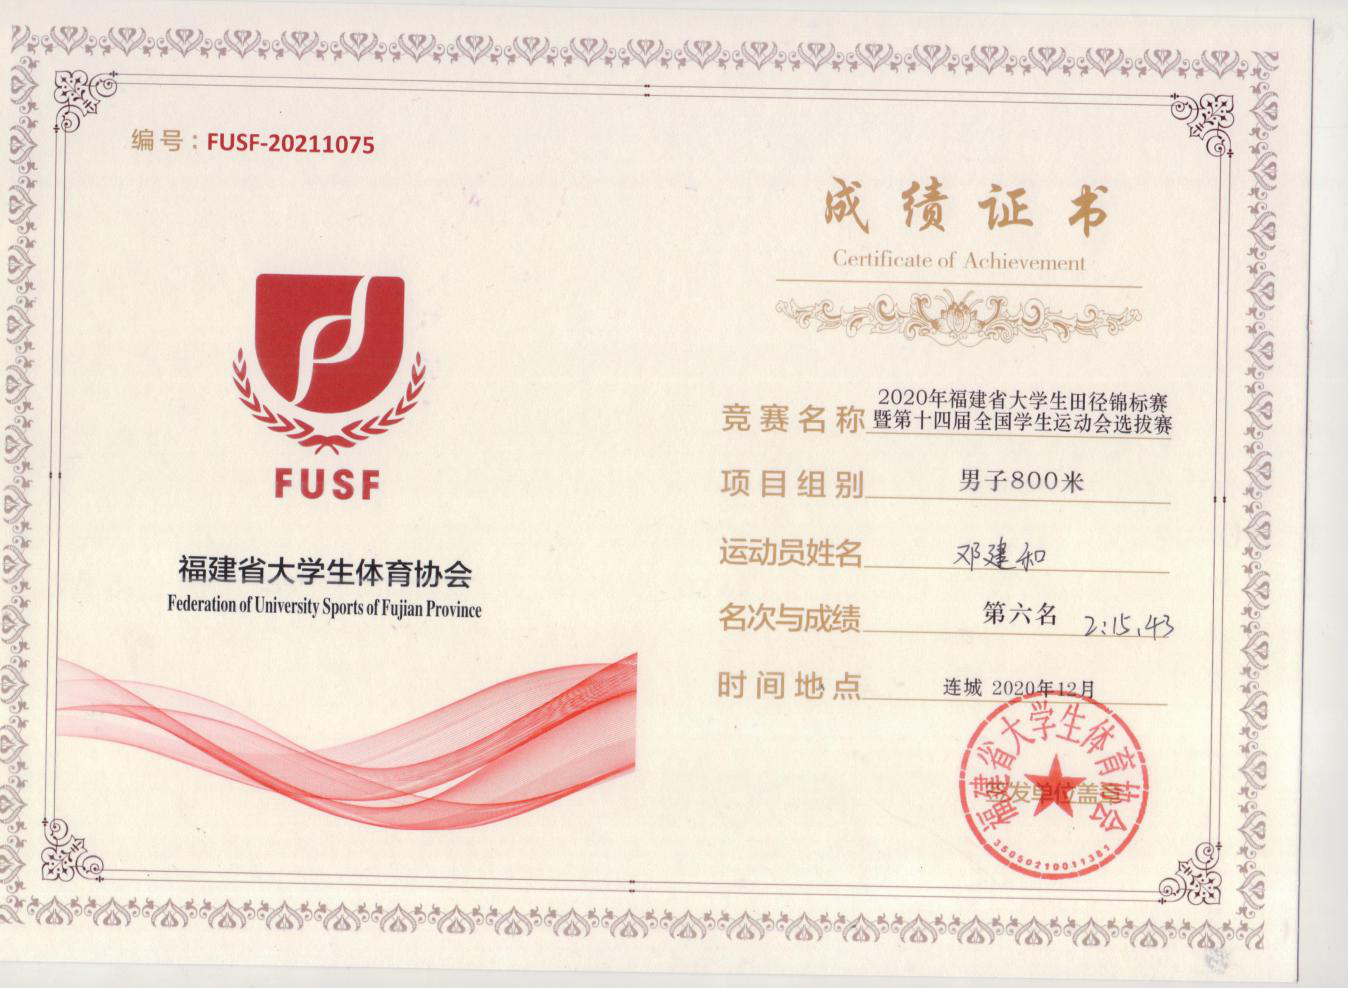 编号：FUSF-20211075
FUSF
福建省大学生体育协会
Federation of University Sports of Fujian Province
成绩证书
Certificate of Achievement
竞赛名称 2020年福建省大学生田径锦标赛
暨第十四届全国学生运动会选拔赛
项目组别 男子800米
运动员姓名 邓建和
名次与成绩 第六名 2:15.43
时间地点 连城 2020年12月
签发单位盖章
福建省大学生体育协会
35050210011381